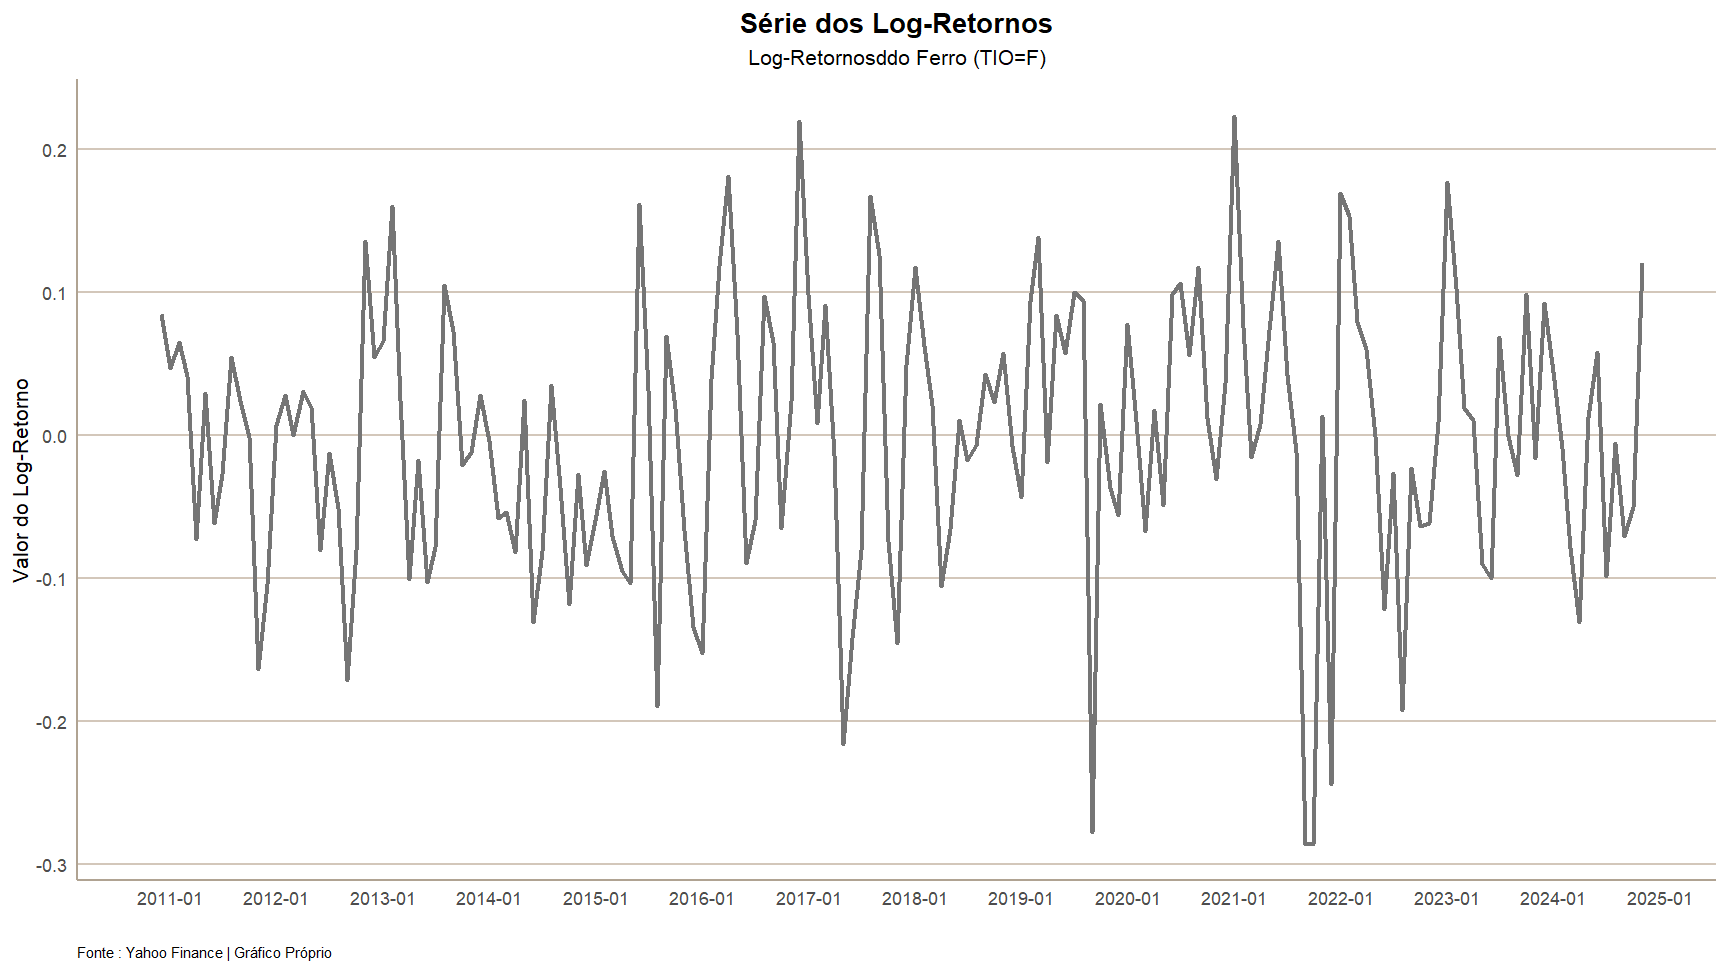 Série dos Log-Retornos
Log-Retornosddo Ferro (TIO=F)
Valor do Log-Retorno
0.2
0.1
0.0
-0.1
-0.2
-0.3
2011-01 2012-01 2013-01 2014-01 2015-01 2016-01 2017-01 2018-01 2019-01 2020-01 2021-01 2022-01 2023-01 2024-01 2025-01
Fonte : Yahoo Finance | Gráfico Próprio